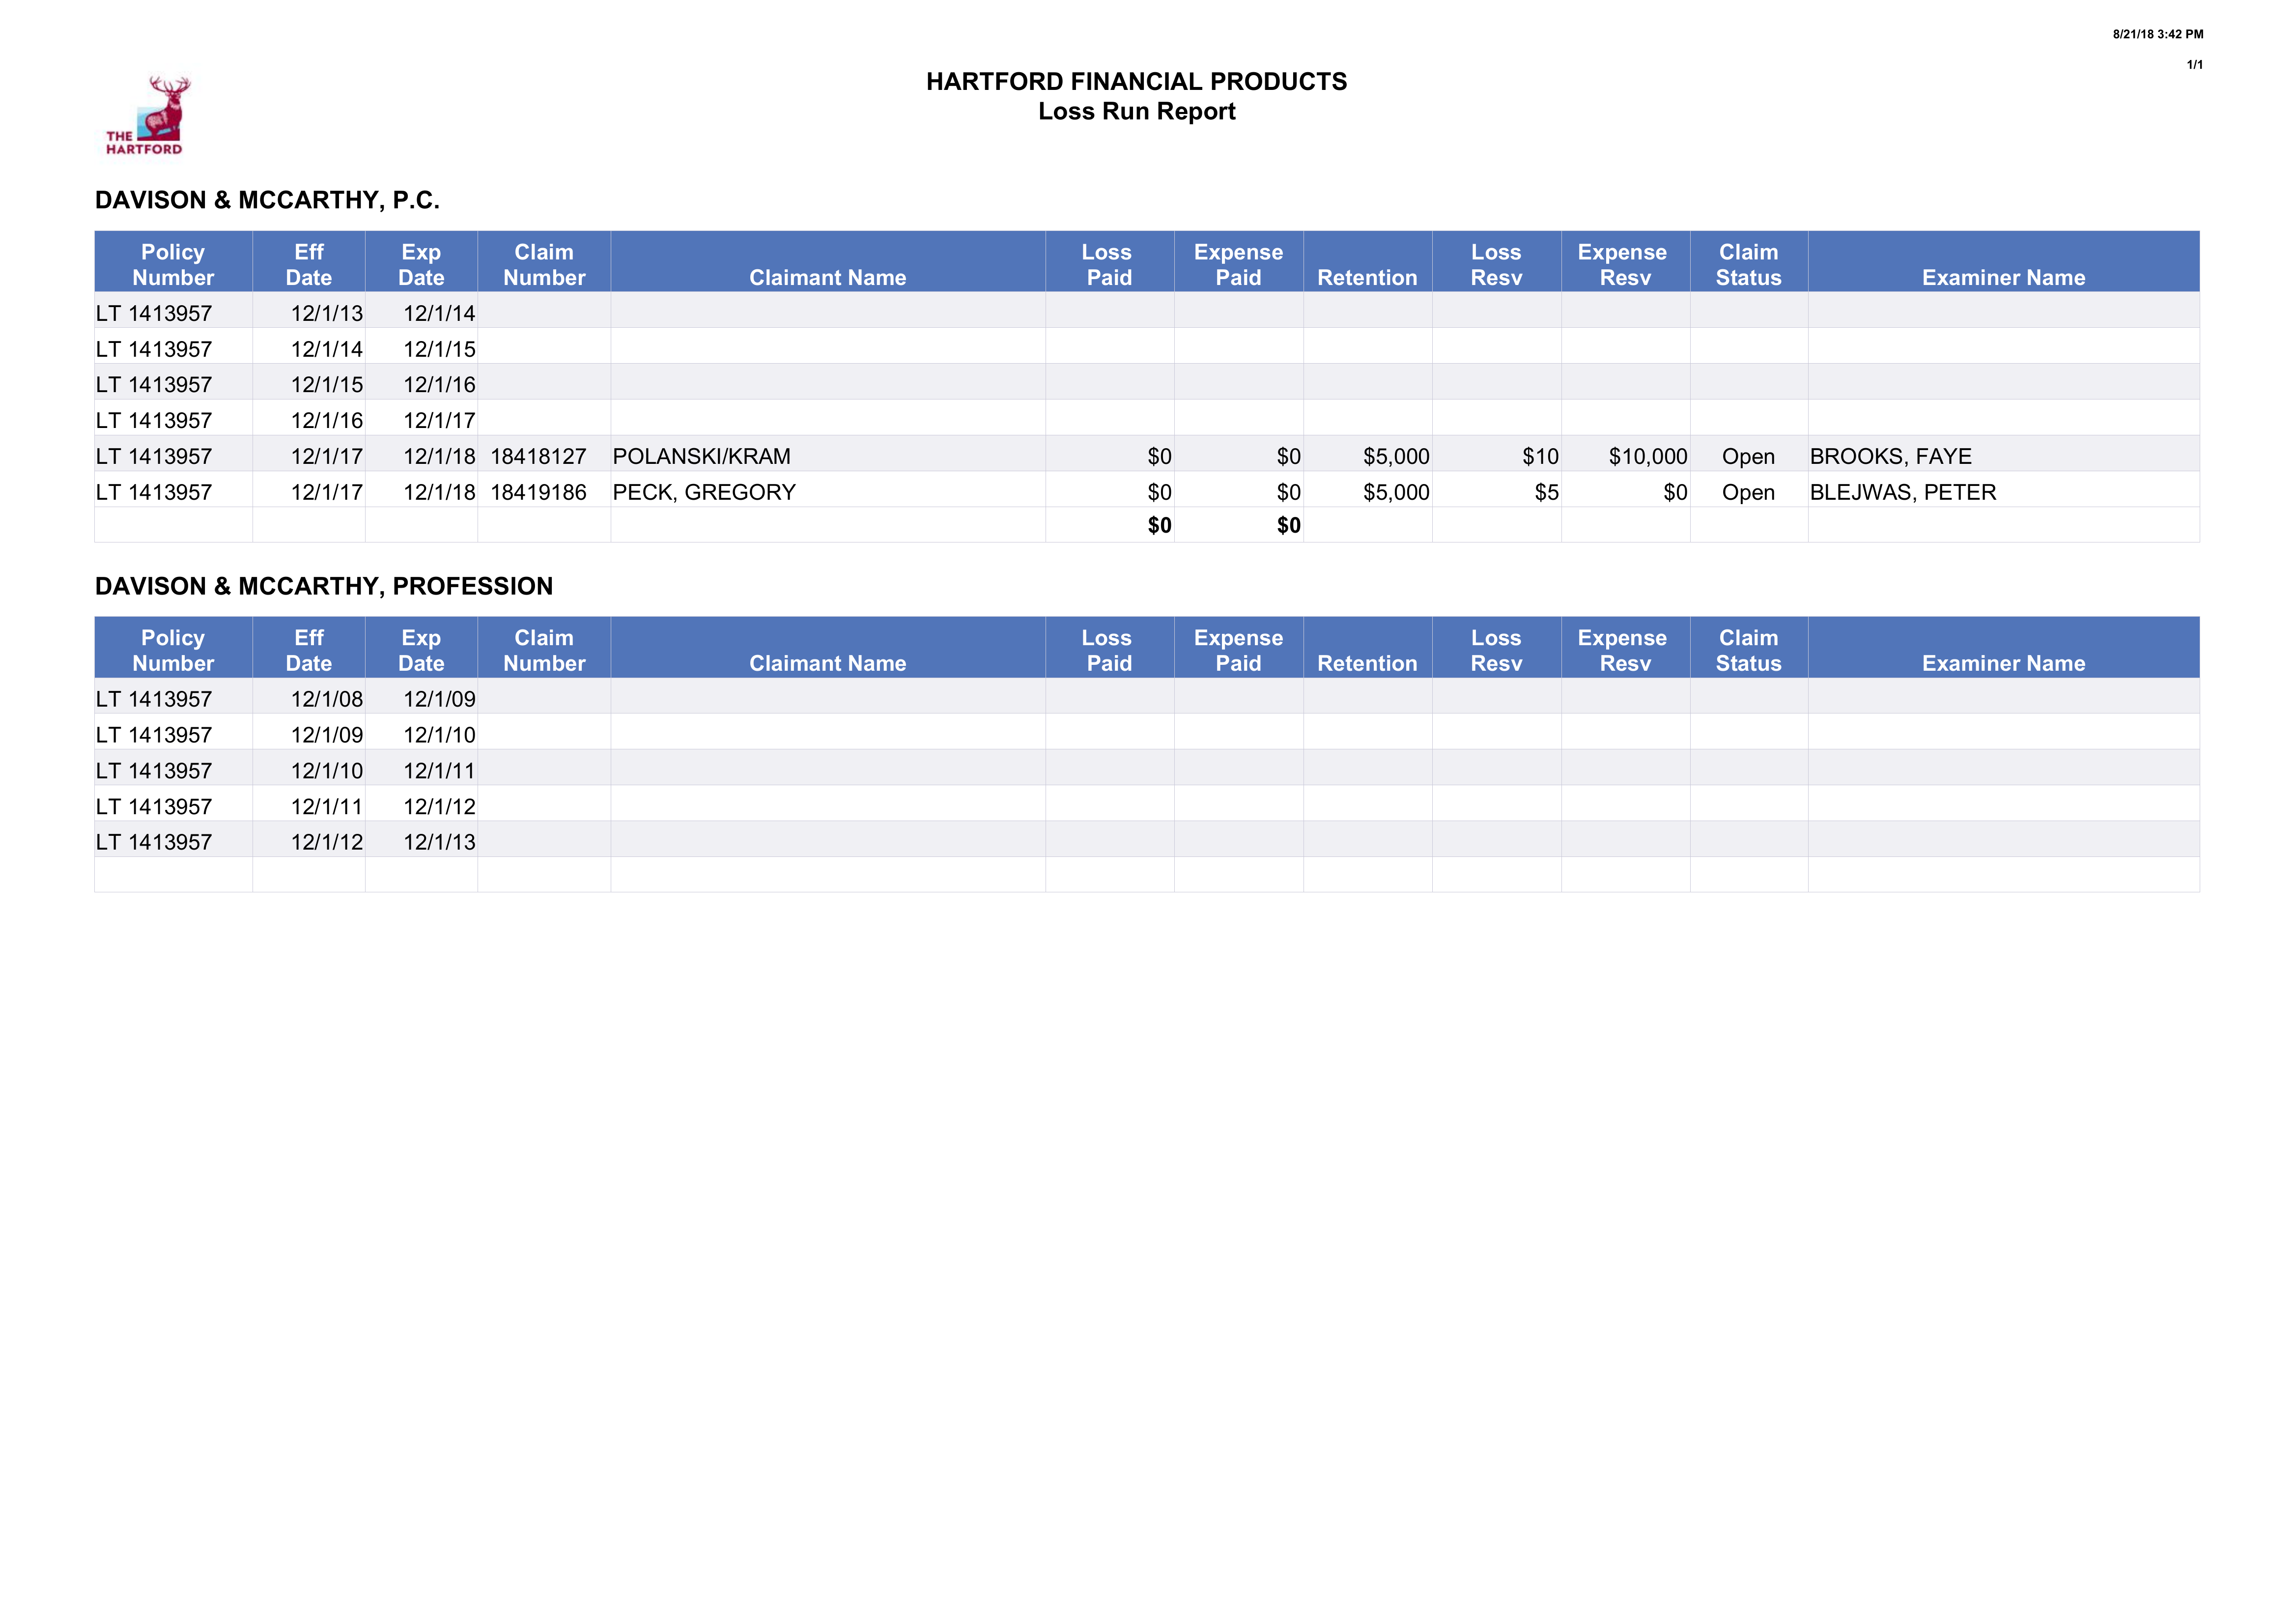 8/21/18 3:42 PM
1/1
THE
HARTFORD
HARTFORD FINANCIAL PRODUCTS
Loss Run Report
DAVISON & MCCARTHY, P.C.
Policy Number Eff Date Exp Date Claim Number Claimant Name Loss Paid Expense Paid Retention Loss Resv Expense Resv Claim Status Examiner Name
LT 1413957 12/1/13 12/1/14
LT 1413957 12/1/14 12/1/15
LT 1413957 12/1/15 12/1/16
LT 1413957 12/1/16 12/1/17
LT 1413957 12/1/17 12/1/18 18418127 POLANSKI/KRAM $0 $0 $5,000 $10 $10,000 Open BROOKS, FAYE
LT 1413957 12/1/17 12/1/18 18419186 PECK, GREGORY $0 $0 $5,000 $5 $0 Open BLEJWAS, PETER
$0 $0
DAVISON & MCCARTHY, PROFESSION
Policy Number Eff Date Exp Date Claim Number Claimant Name Loss Paid Expense Paid Retention Loss Resv Expense Resv Claim Status Examiner Name
LT 1413957 12/1/08 12/1/09
LT 1413957 12/1/09 12/1/10
LT 1413957 12/1/10 12/1/11
LT 1413957 12/1/11 12/1/12
LT 1413957 12/1/12 12/1/13